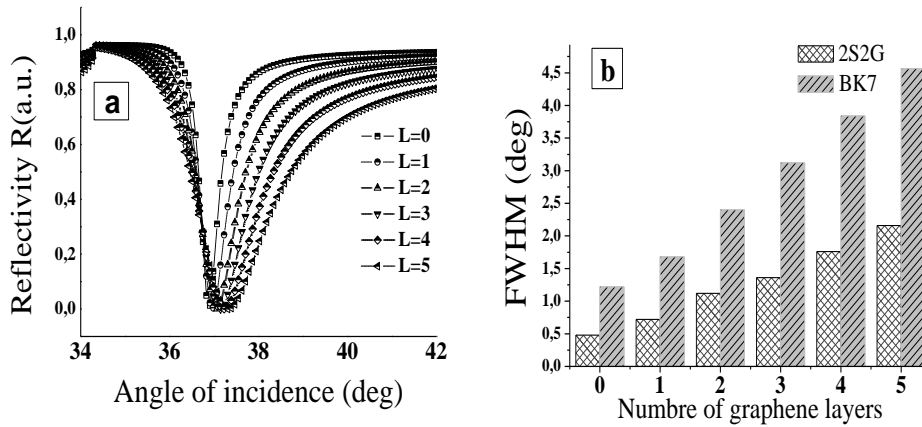 Reflectivity R(a.u.)
1,0
0,8
0,6
0,4
0,2
0,0
a
L=0
L=1
L=2
L=3
L=4
L=5
34
36
38
40
42
Angle of incidence (deg)
b
2S2G
BK7
FWHM (deg)
4,5
4,0
3,5
3,0
2,5
2,0
1,5
1,0
0,5
0,0
0
1
2
3
4
5
Numbre of graphene layers